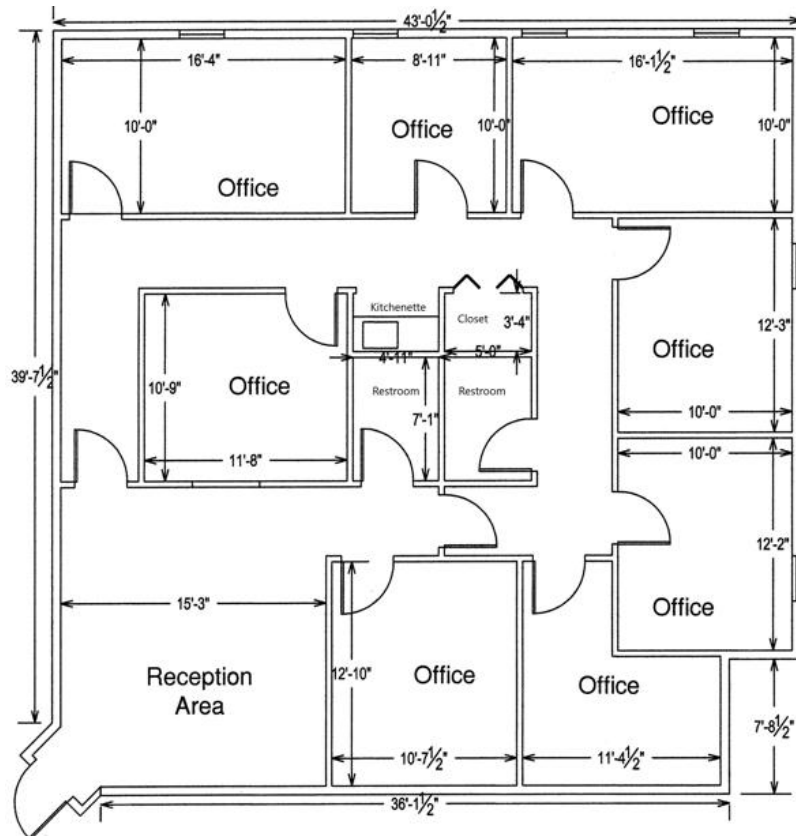 43'-0½"
16'-4"
8'-11"
16'-1½"
10'-0"
Office
10'-0"
Office
10'-0"
Office
12'-3"
Office
10'-0"
39'-7½"
10'-9"
Office
11'-8"
Kitchenette
4'-11"
Closet
3'-4"
5'-0"
Restroom
7'-1"
Restroom
10'-0"
12'-2"
Office
15'-3"
Reception
Area
12'-10"
Office
10'-7½"
Office
11'-4½"
7'-8½"
36'-1½"